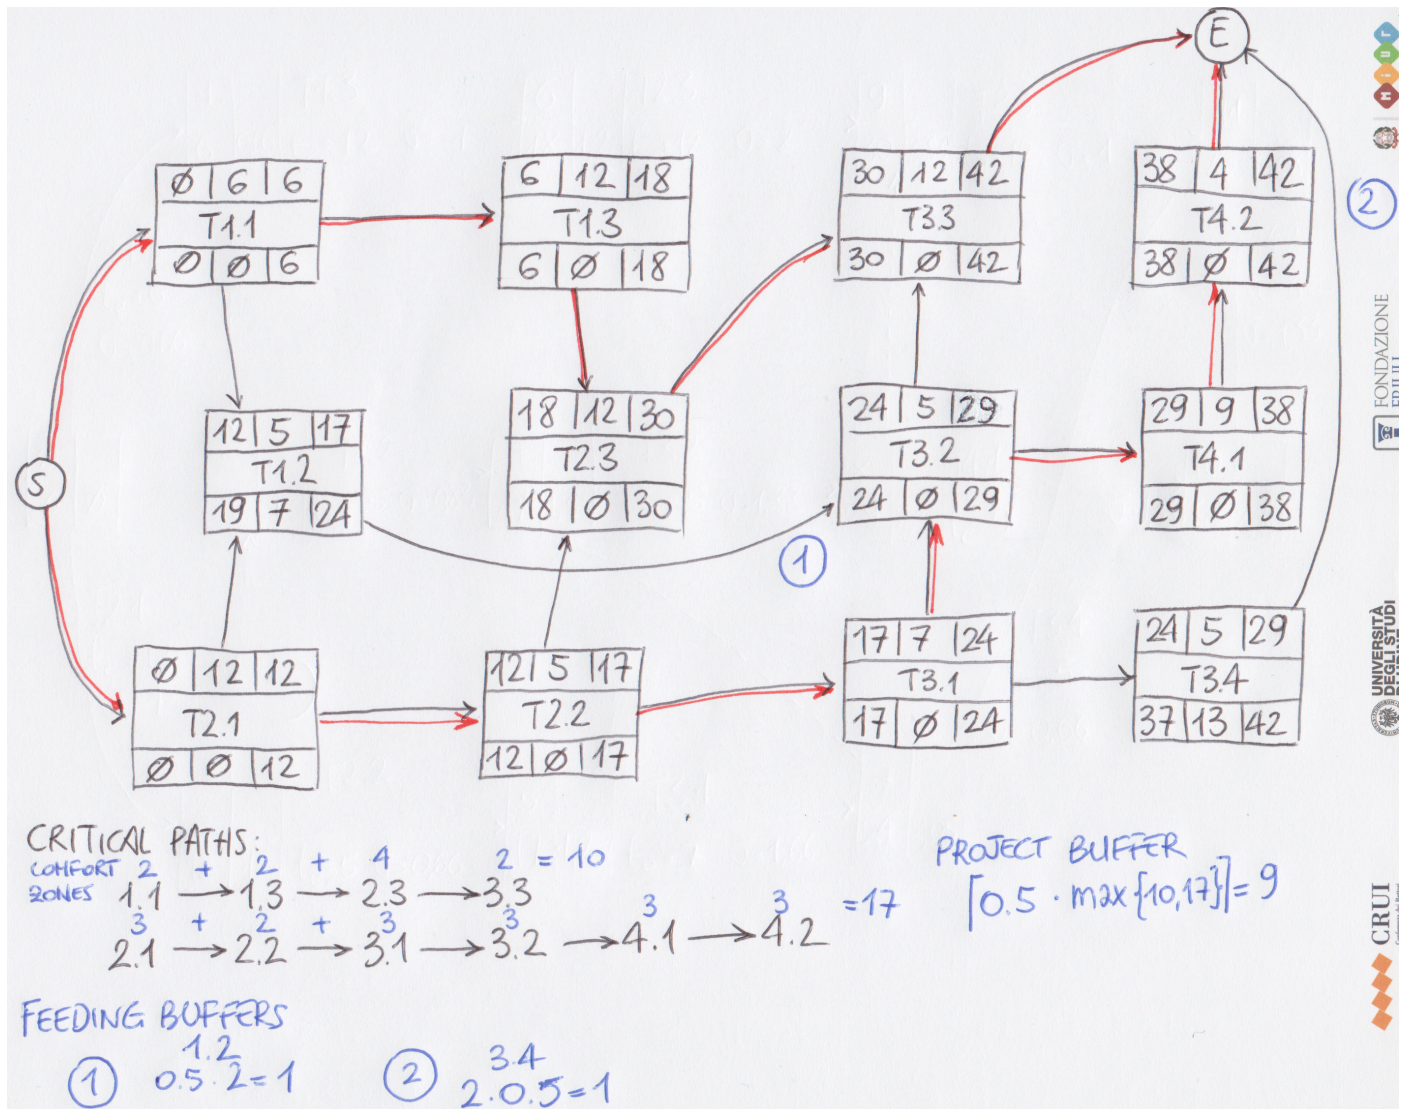 E
Ø 6 6
T1.1
Ø Ø 6
6 12 18
T1.3
6 Ø 18
30 12 42
T3.3
30 Ø 42
38 4 42
T4.2
38 Ø 42
2
S
12 5 17
T1.2
19 7 24
18 12 30
T2.3
18 Ø 30
24 5 29
T3.2
24 Ø 29
29 9 38
T4.1
29 Ø 38
1
Ø 12 12
T2.1
Ø Ø 12
12 5 17
T2.2
12 Ø 17
17 7 24
T3.1
17 Ø 24
24 5 29
T3.4
37 13 42
CRITICAL PATHS:
COMFORT ZONES
2 + 2 + 4 2 = 10
1.1 → 1.3 → 2.3 → 3.3
3 + 2 + 3 3 3 3 = 17
2.1 → 2.2 → 3.1 → 3.2 → 4.1 → 4.2
PROJECT BUFFER
⌈0.5 · max{10,17}⌉ = 9
FEEDING BUFFERS
1 1.2
0.5 · 2 = 1
2 3.4
2 · 0.5 = 1
MIUR
FONDAZIONE
UNIVERSITÀ
DEGLI STUDI
CRUI